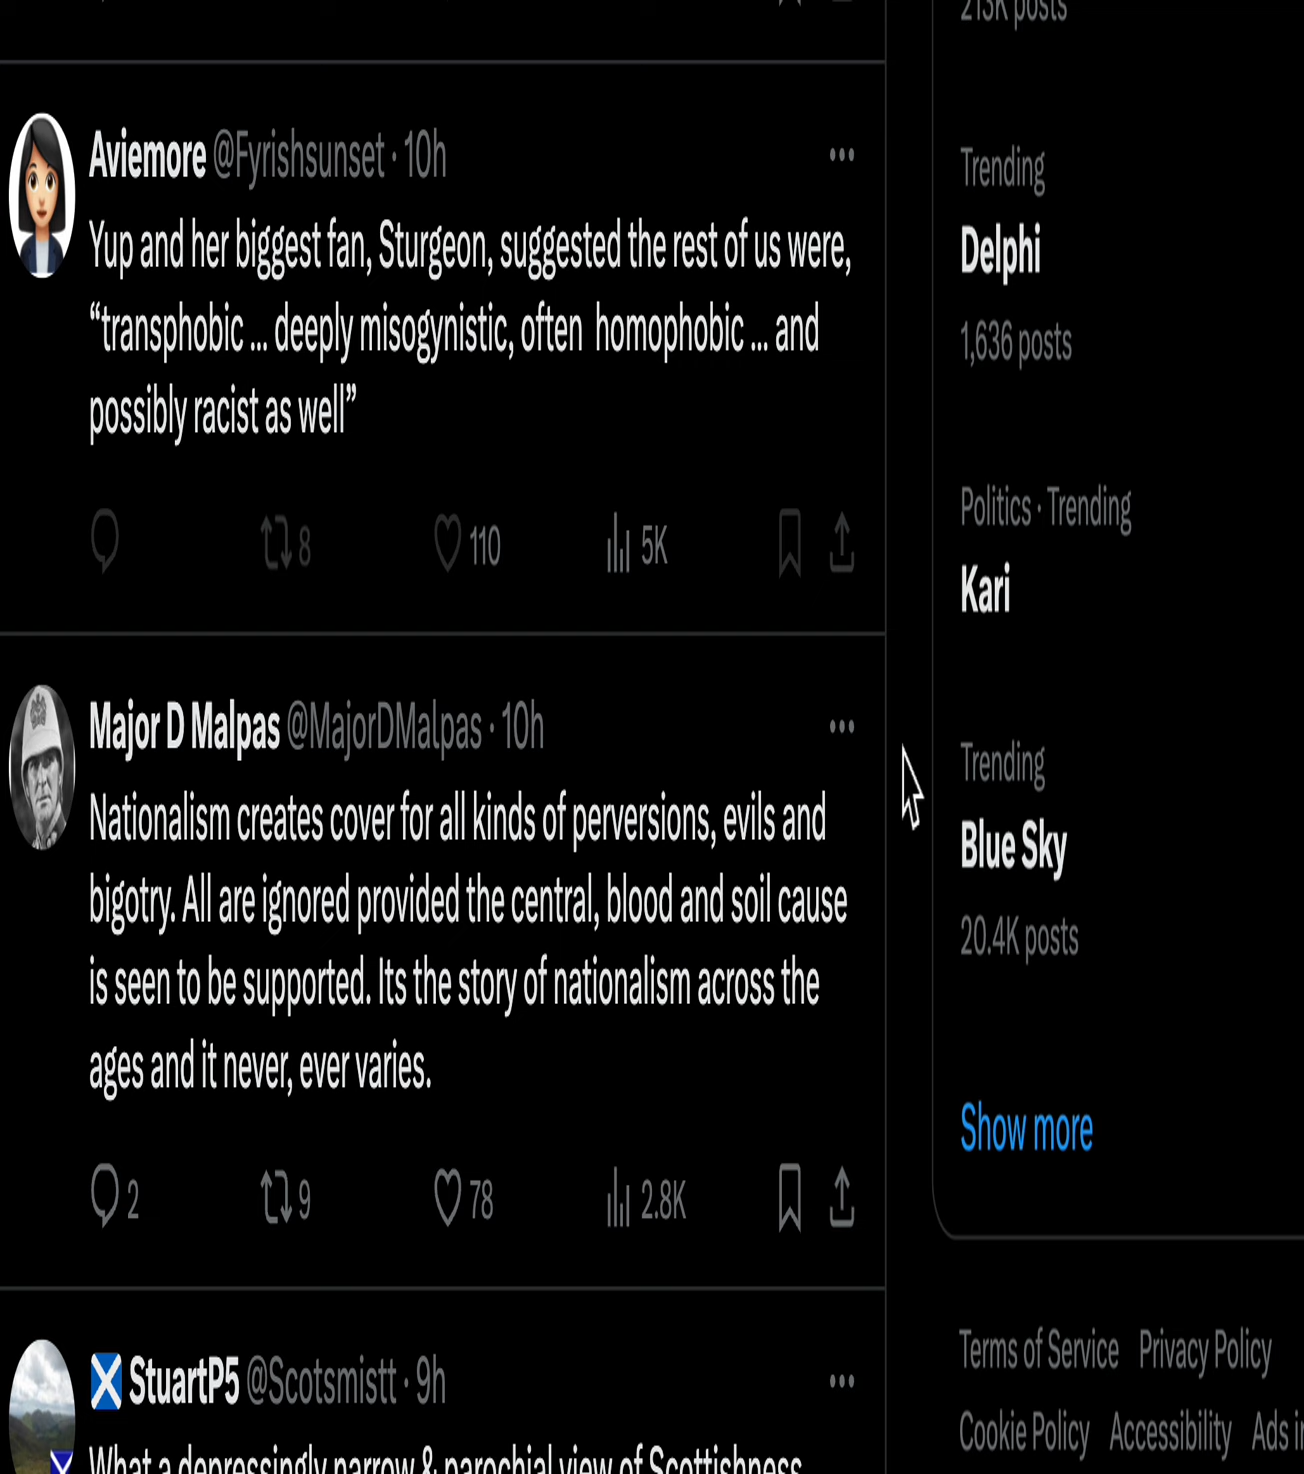 213K posts
Aviemore @Fyrishsunset · 10h
Yup and her biggest fan, Sturgeon, suggested the rest of us were,
“transphobic ... deeply misogynistic, often  homophobic ... and
possibly racist as well”
8 110 5K
Major D Malpas @MajorDMalpas · 10h
Nationalism creates cover for all kinds of perversions, evils and
bigotry. All are ignored provided the central, blood and soil cause
is seen to be supported. Its the story of nationalism across the
ages and it never, ever varies.
2 9 78 2.8K
StuartP5 @Scotsmistt · 9h
What a depressingly narrow & parochial view of Scottishness
Trending
Delphi
1,636 posts
Politics · Trending
Kari
Trending
Blue Sky
20.4K posts
Show more
Terms of Service Privacy Policy
Cookie Policy Accessibility Ads